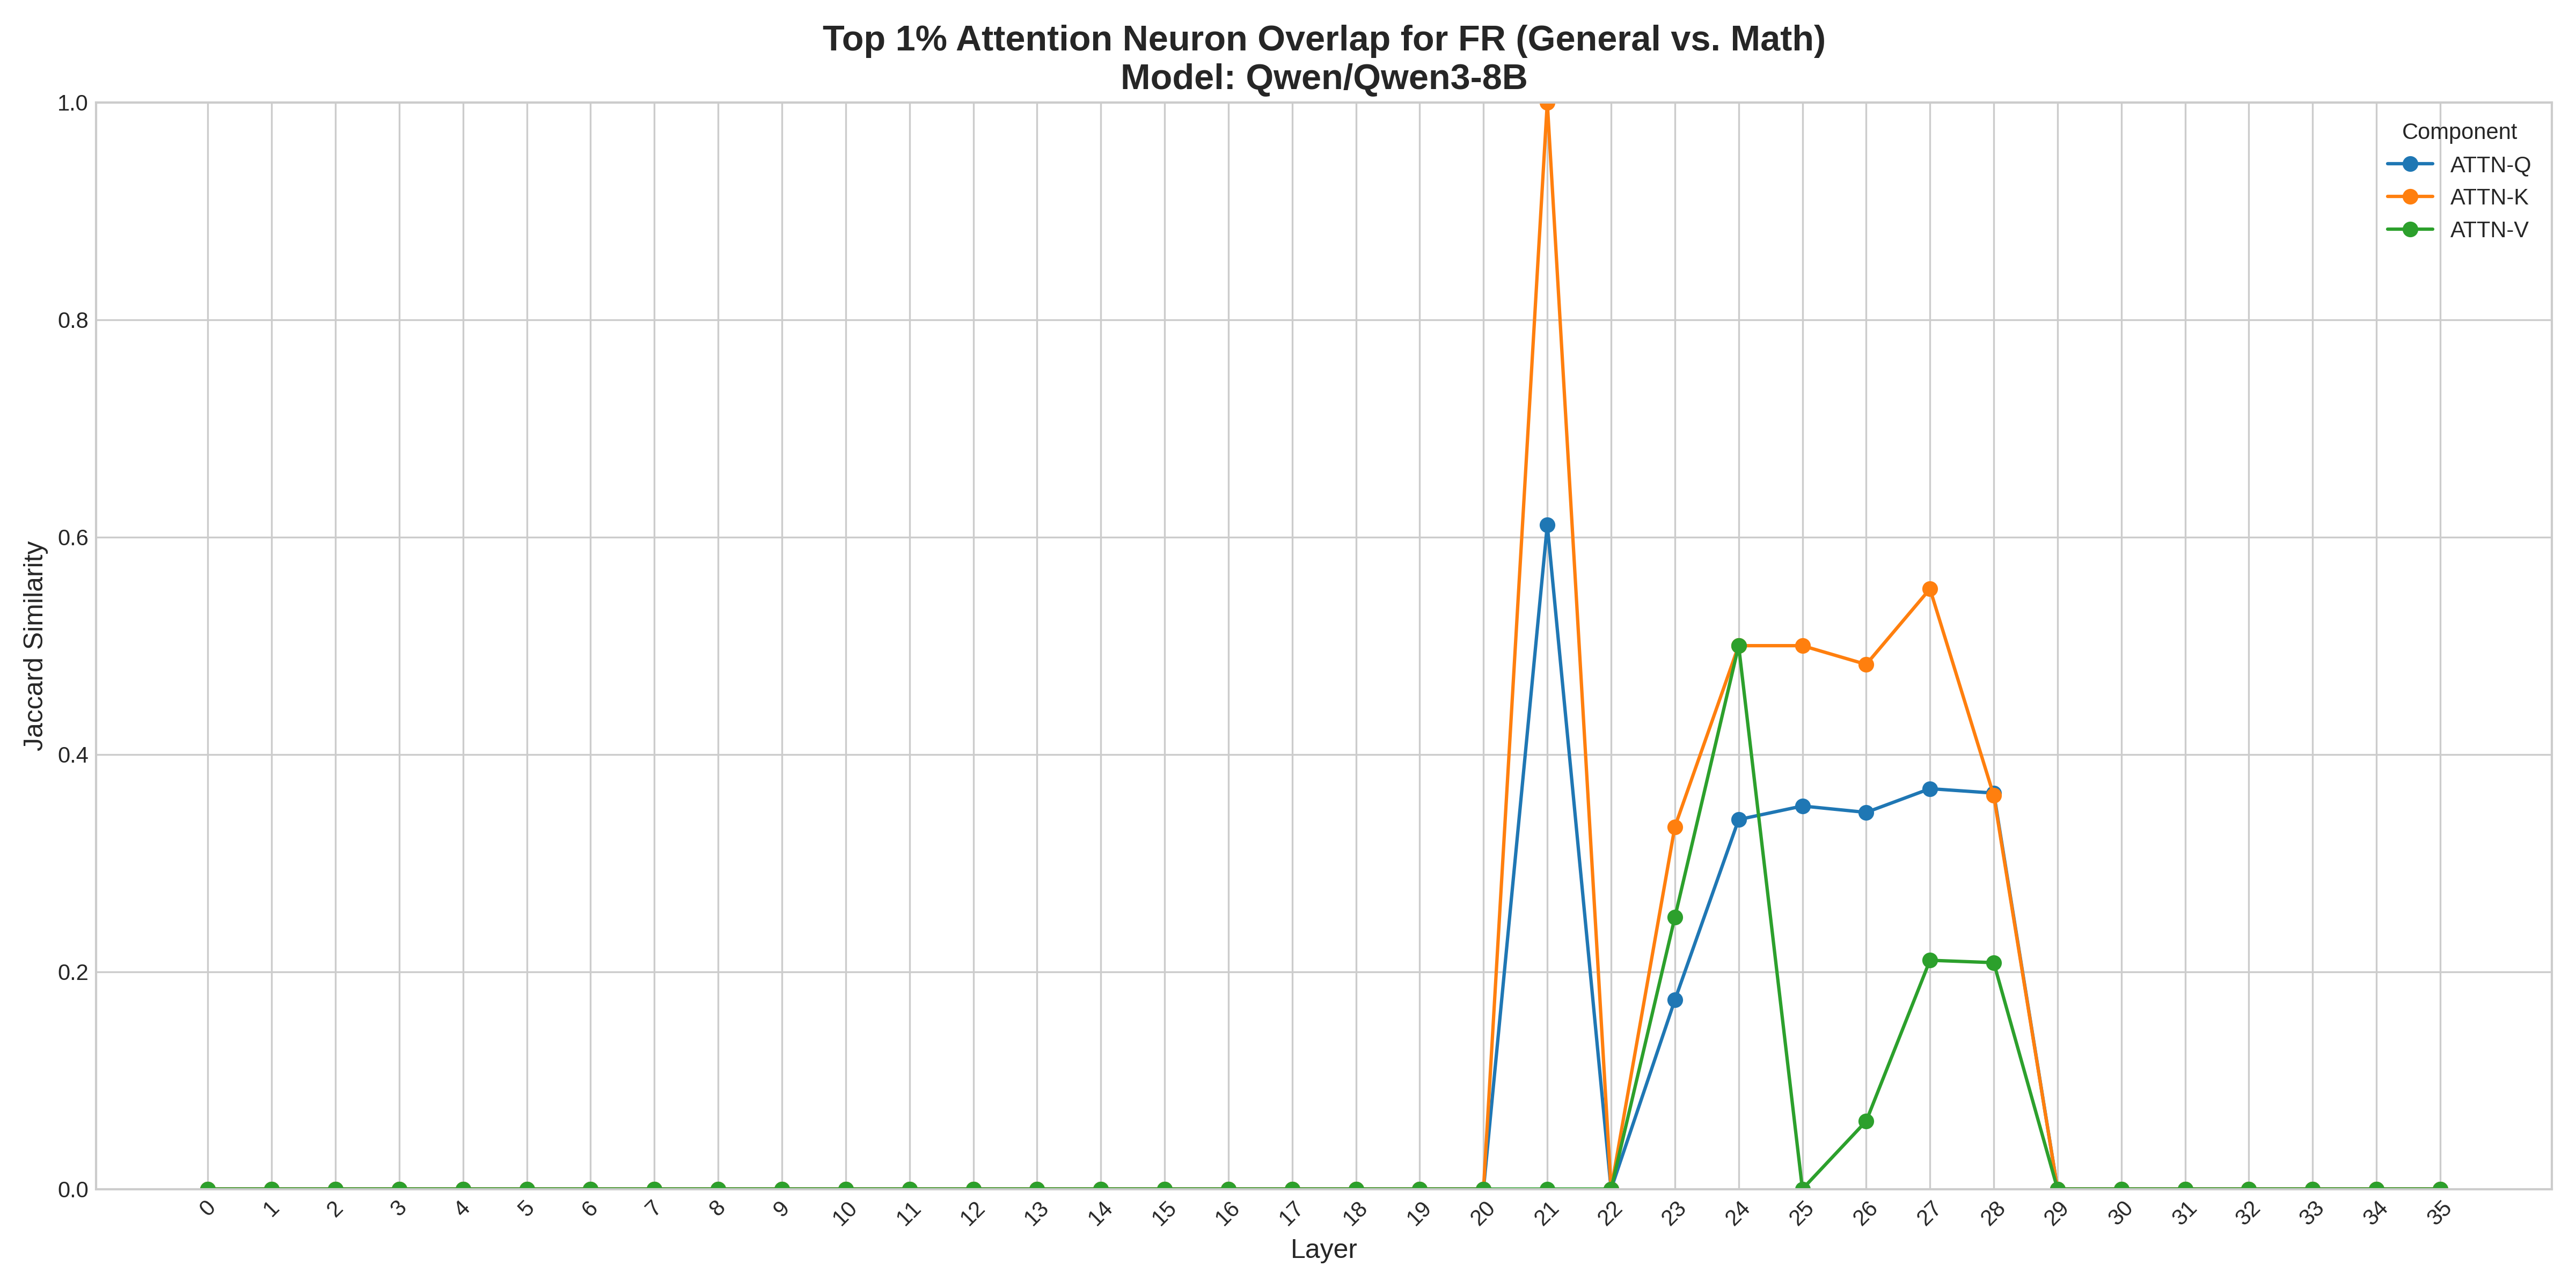 Top 1% Attention Neuron Overlap for FR (General vs. Math)
Model: Qwen/Qwen3-8B
Component
ATTN-Q
ATTN-K
ATTN-V
Jaccard Similarity
1.0
0.8
0.6
0.4
0.2
0.0
0 1 2 3 4 5 6 7 8 9 10 11 12 13 14 15 16 17 18 19 20 21 22 23 24 25 26 27 28 29 30 31 32 33 34 35
Layer